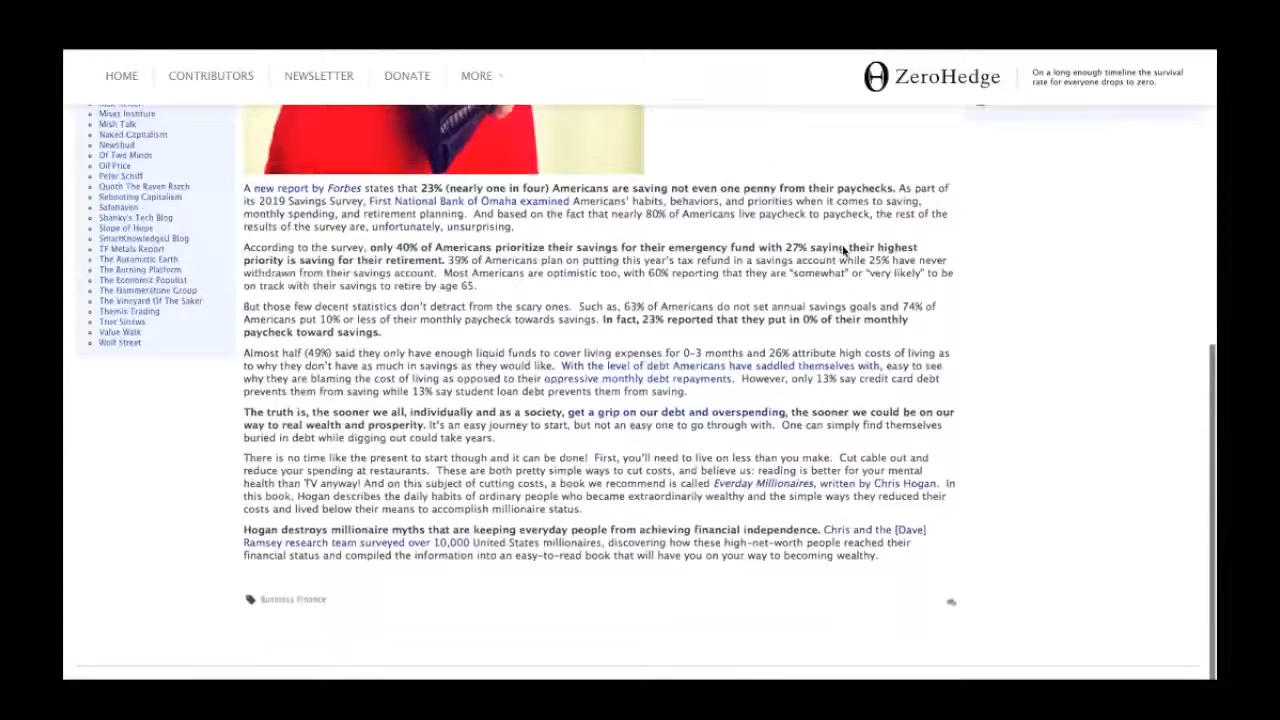 HOME
CONTRIBUTORS
NEWSLETTER
DONATE
MORE
ZeroHedge
On a long enough timeline the survival
rate for everyone drops to zero.
Mises Institute
Mish Talk
Naked Capitalism
Newsbud
Of Two Minds
Oil Price
Peter Schiff
Quoth The Raven Rsrch
Rebooting Capitalism
Safehaven
Shanky's Tech Blog
Slope of Hope
SmartKnowledgeU Blog
TF Metals Report
The Automatic Earth
The Burning Platform
The Economic Populist
The Hammerstone Group
The Vineyard Of The Saker
Themis Trading
True Sinews
Value Walk
Wolf Street
A new report by Forbes states that 23% (nearly one in four) Americans are saving not even one penny from their paychecks. As part of
its 2019 Savings Survey, First National Bank of Omaha examined Americans' habits, behaviors, and priorities when it comes to saving,
monthly spending, and retirement planning. And based on the fact that nearly 80% of Americans live paycheck to paycheck, the rest of the
results of the survey are, unfortunately, unsurprising.
According to the survey, only 40% of Americans prioritize their savings for their emergency fund with 27% saying their highest
priority is saving for their retirement. 39% of Americans plan on putting this year's tax refund in a savings account while 25% have never
withdrawn from their savings account. Most Americans are optimistic too, with 60% reporting that they are "somewhat" or "very likely" to be
on track with their savings to retire by age 65.
But those few decent statistics don't detract from the scary ones. Such as, 63% of Americans do not set annual savings goals and 74% of
Americans put 10% or less of their monthly paycheck towards savings. In fact, 23% reported that they put in 0% of their monthly
paycheck toward savings.
Almost half (49%) said they only have enough liquid funds to cover living expenses for 0-3 months and 26% attribute high costs of living as
to why they don't have as much in savings as they would like. With the level of debt Americans have saddled themselves with, easy to see
why they are blaming the cost of living as opposed to their oppressive monthly debt repayments. However, only 13% say credit card debt
prevents them from saving while 13% say student loan debt prevents them from saving.
The truth is, the sooner we all, individually and as a society, get a grip on our debt and overspending, the sooner we could be on our
way to real wealth and prosperity. It's an easy journey to start, but not an easy one to go through with. One can simply find themselves
buried in debt while digging out could take years.
There is no time like the present to start though and it can be done! First, you'll need to live on less than you make. Cut cable out and
reduce your spending at restaurants. These are both pretty simple ways to cut costs, and believe us: reading is better for your mental
health than TV anyway! And on this subject of cutting costs, a book we recommend is called Everday Millionaires, written by Chris Hogan. In
this book, Hogan describes the daily habits of ordinary people who became extraordinarily wealthy and the simple ways they reduced their
costs and lived below their means to accomplish millionaire status.
Hogan destroys millionaire myths that are keeping everyday people from achieving financial independence. Chris and the [Dave]
Ramsey research team surveyed over 10,000 United States millionaires, discovering how these high-net-worth people reached their
financial status and compiled the information into an easy-to-read book that will have you on your way to becoming wealthy.
Business Finance